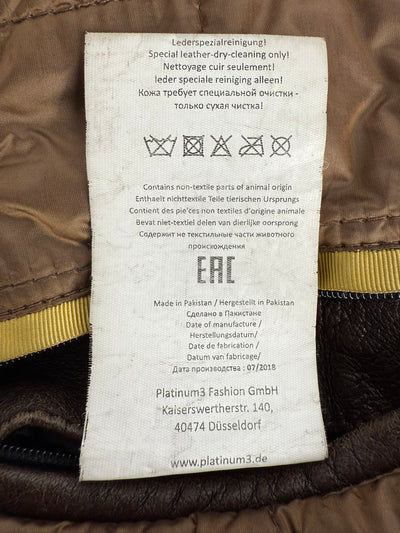 Lederspezialreinigung!
Special leather-dry-cleaning only!
Nettoyage cuir seulement!
leder speciale reiniging alleen!
Кожа требует специальной очистки -
только сухая чистка!
Contains non-textile parts of animal origin
Enthaelt nichttextile Teile tierischen Ursprungs
Contient des pie'ces non textiles d'origine animale
Bevat niet-textiel delen van dierlijke oorsprong
Содержит не текстильные части животного
происхождения
EAC
Made in Pakistan / Hergestellt in Pakistan
Сделано в Пакистане
Date of manufacture/
Herstellungsdatum/
Date de fabrication/
Datum van fabricage/
Дата производства : 07/2018
Platinum3 Fashion GmbH
Kaiserswertherstr. 140,
40474 Düsseldorf
www.platinum3.de